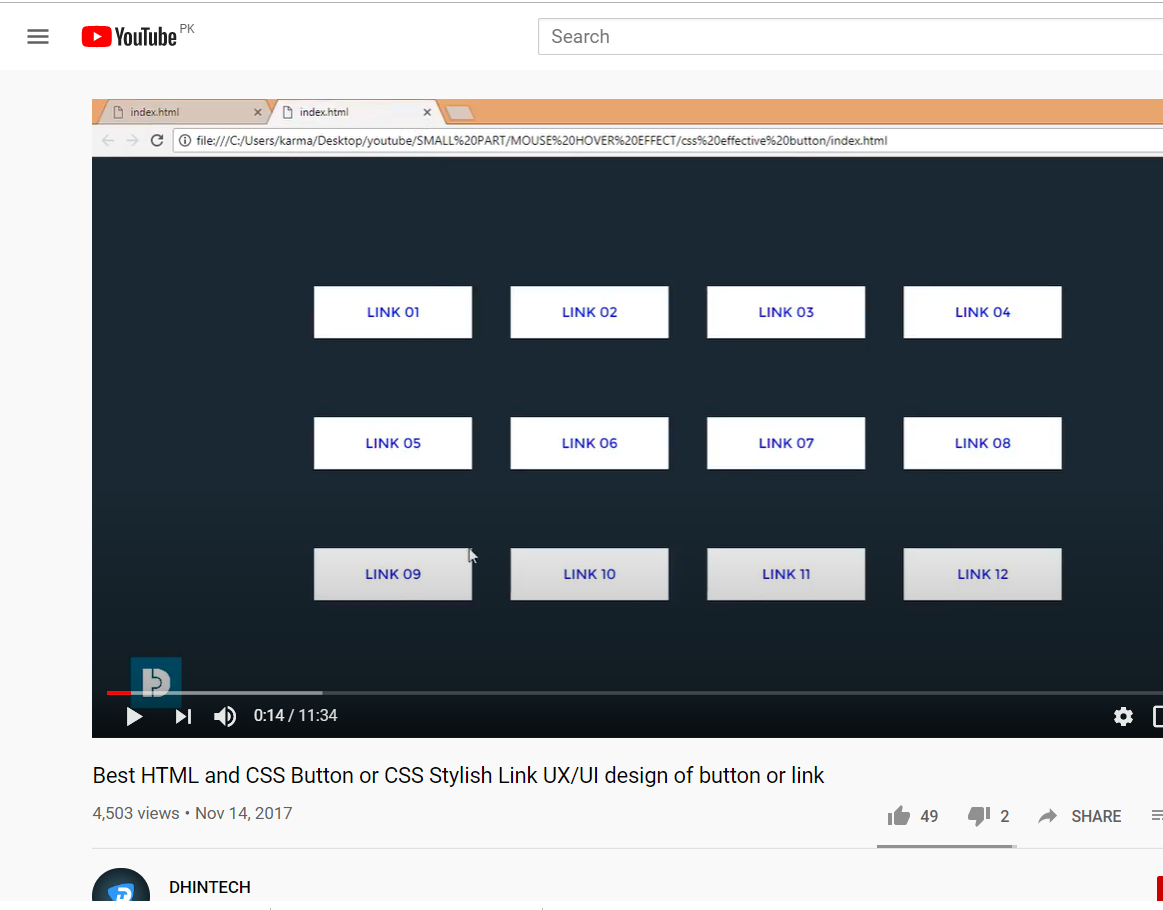 YouTube PK
Search
index.html
index.html
file:///C:/Users/karma/Desktop/youtube/SMALL%20PART/MOUSE%20HOVER%20EFFECT/css%20effective%20button/index.html
LINK 01 LINK 02 LINK 03 LINK 04
LINK 05 LINK 06 LINK 07 LINK 08
LINK 09 LINK 10 LINK 11 LINK 12
0:14 / 11:34
Best HTML and CSS Button or CSS Stylish Link UX/UI design of button or link
4,503 views • Nov 14, 2017
49 2 SHARE
DHINTECH